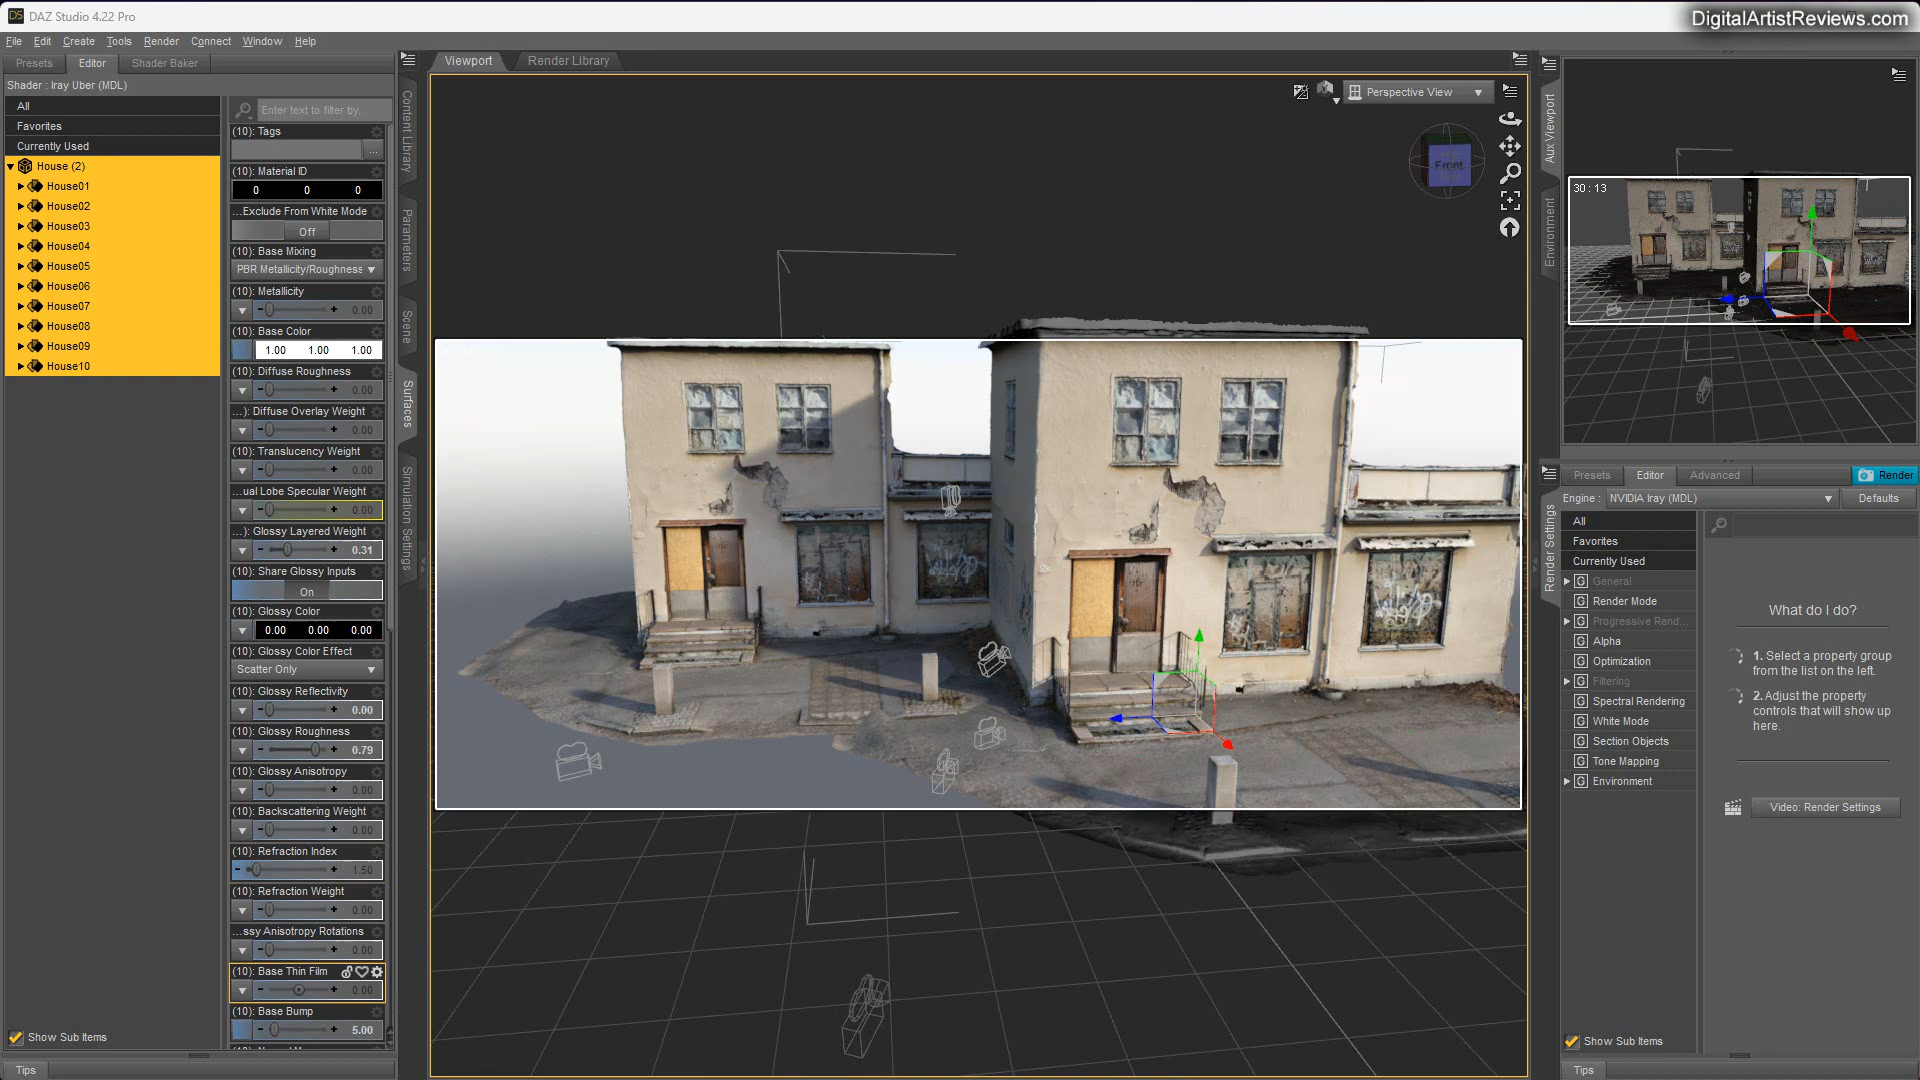 DS DAZ Studio 4.22 Pro
DigitalArtistReviews.com
File Edit Create Tools Render Connect Window Help
Presets Editor Shader Baker
Shader : Iray Uber (MDL)
All
Favorites
Currently Used
House (2)
House01
House02
House03
House04
House05
House06
House07
House08
House09
House10
Show Sub Items
Tips
Enter text to filter by...
(10): Tags
...
(10): Material ID
0 0 0
...Exclude From White Mode
Off
(10): Base Mixing
PBR Metallicity/Roughness
(10): Metallicity
0.00
(10): Base Color
1.00 1.00 1.00
(10): Diffuse Roughness
0.00
...): Diffuse Overlay Weight
0.00
(10): Translucency Weight
0.00
...ual Lobe Specular Weight
0.00
...): Glossy Layered Weight
0.31
(10): Share Glossy Inputs
On
(10): Glossy Color
0.00 0.00 0.00
(10): Glossy Color Effect
Scatter Only
(10): Glossy Reflectivity
0.00
(10): Glossy Roughness
0.79
(10): Glossy Anisotropy
0.00
(10): Backscattering Weight
0.00
(10): Refraction Index
1.50
(10): Refraction Weight
0.00
...ssy Anisotropy Rotations
0.00
(10): Base Thin Film
0.00
(10): Base Bump
5.00
Content Library
Parameters
Scene
Surfaces
Simulation Settings
Viewport Render Library
Perspective View
Front
Aux Viewport
Environment
30 : 13
Render Settings
Presets Editor Advanced Render
Engine : NVIDIA Iray (MDL) Defaults
All
Favorites
Currently Used
General
Render Mode
Progressive Rend...
Alpha
Optimization
Filtering
Spectral Rendering
White Mode
Section Objects
Tone Mapping
Environment
What do I do?
1. Select a property group
from the list on the left.
2. Adjust the property
controls that will show up
here.
Video: Render Settings
Show Sub Items
Tips